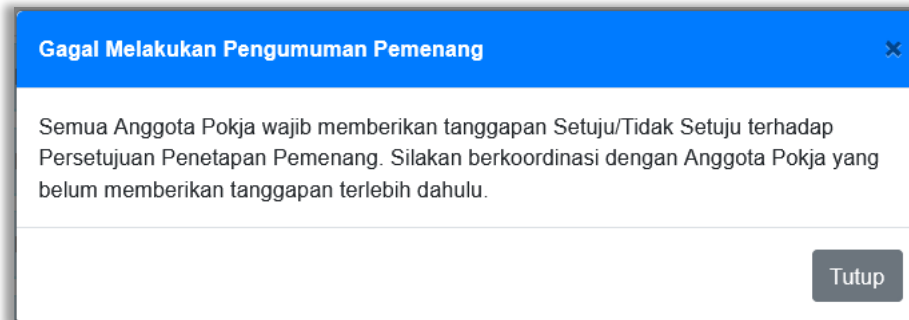 Gagal Melakukan Pengumuman Pemenang
×
Semua Anggota Pokja wajib memberikan tanggapan Setuju/Tidak Setuju terhadap
Persetujuan Penetapan Pemenang. Silakan berkoordinasi dengan Anggota Pokja yang
belum memberikan tanggapan terlebih dahulu.
Tutup